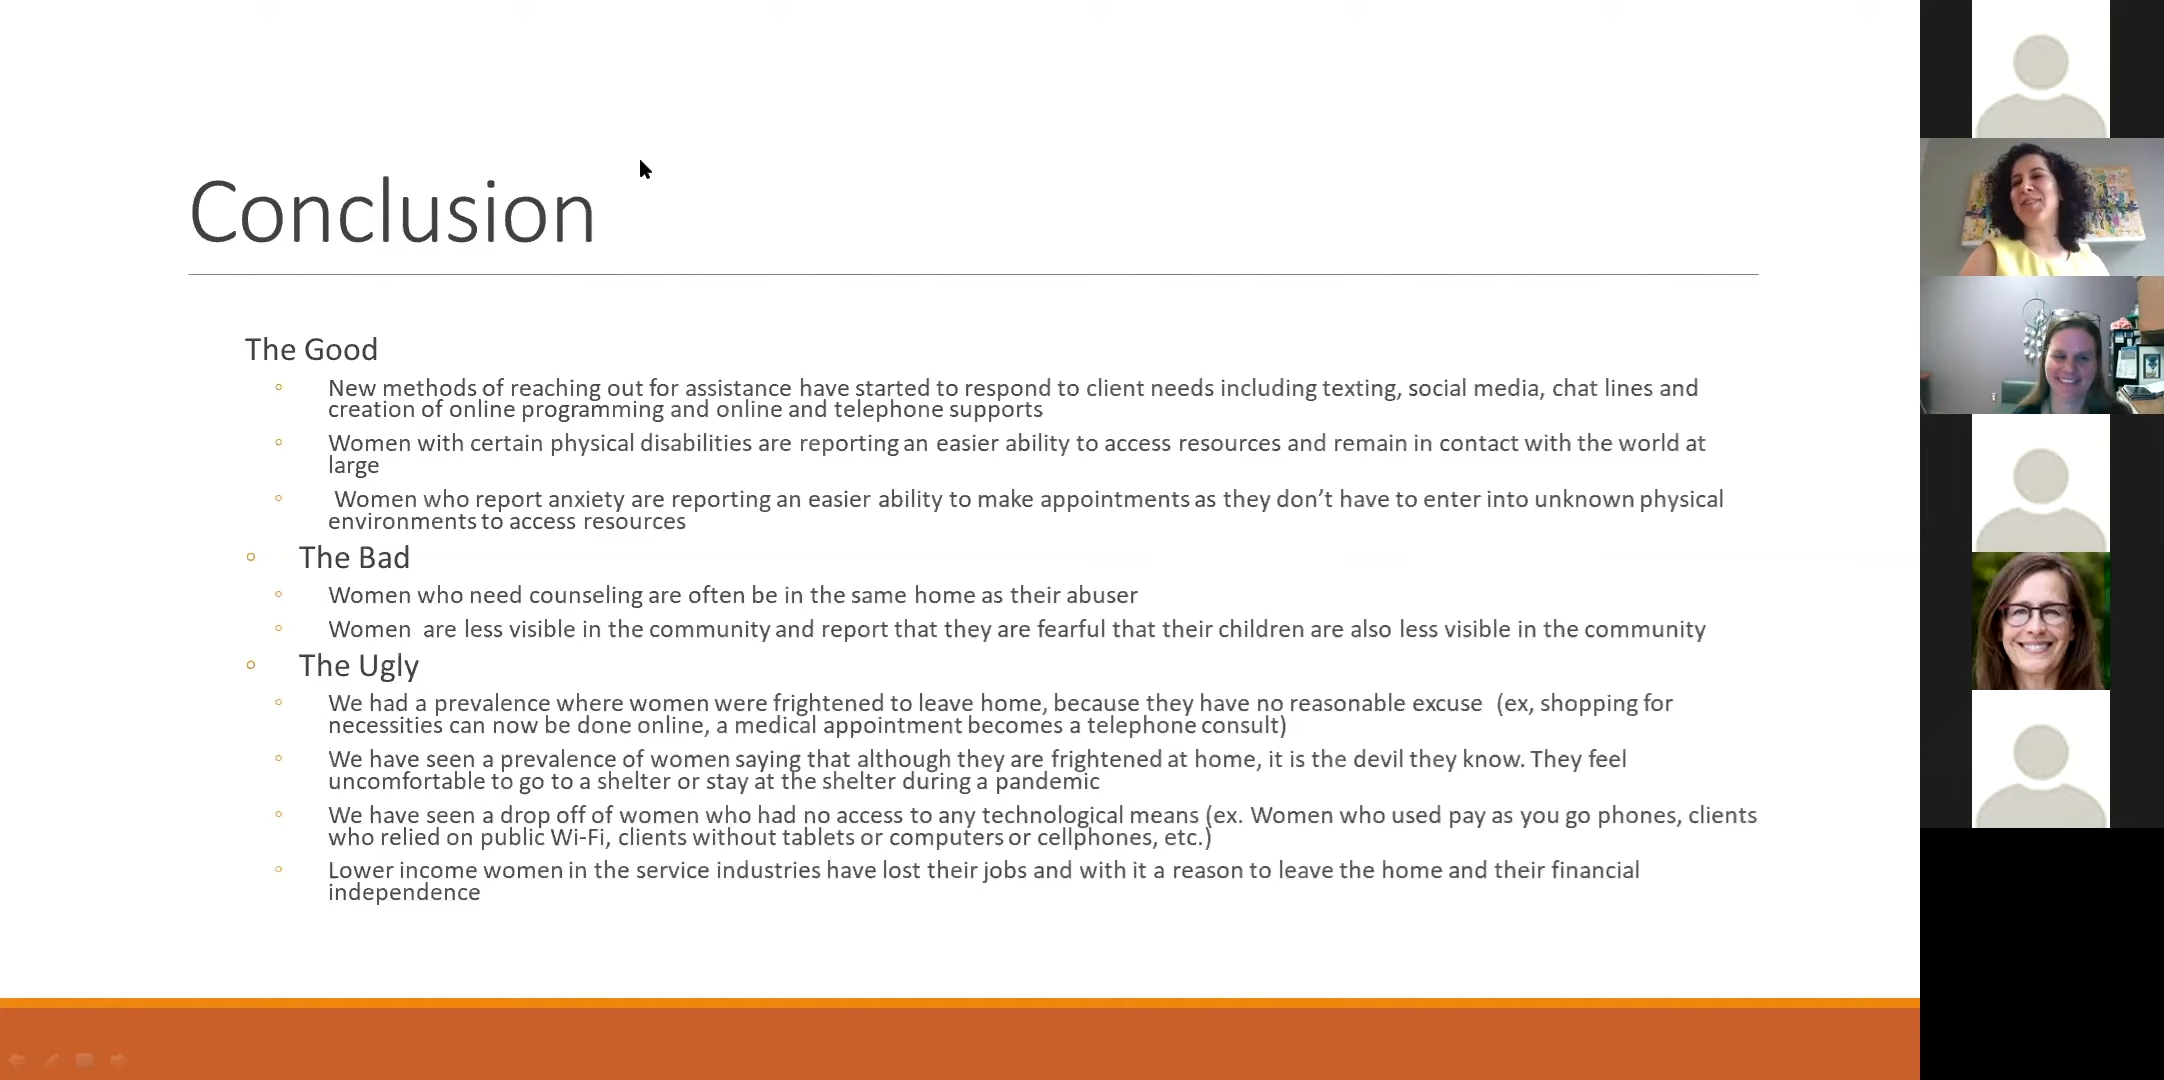 Conclusion
The Good
New methods of reaching out for assistance have started to respond to client needs including texting, social media, chat lines and
creation of online programming and online and telephone supports
Women with certain physical disabilities are reporting an easier ability to access resources and remain in contact with the world at
large
Women who report anxiety are reporting an easier ability to make appointments as they don’t have to enter into unknown physical
environments to access resources
The Bad
Women who need counseling are often be in the same home as their abuser
Women are less visible in the community and report that they are fearful that their children are also less visible in the community
The Ugly
We had a prevalence where women were frightened to leave home, because they have no reasonable excuse (ex, shopping for
necessities can now be done online, a medical appointment becomes a telephone consult)
We have seen a prevalence of women saying that although they are frightened at home, it is the devil they know. They feel
uncomfortable to go to a shelter or stay at the shelter during a pandemic
We have seen a drop off of women who had no access to any technological means (ex. Women who used pay as you go phones, clients
who relied on public Wi-Fi, clients without tablets or computers or cellphones, etc.)
Lower income women in the service industries have lost their jobs and with it a reason to leave the home and their financial
independence